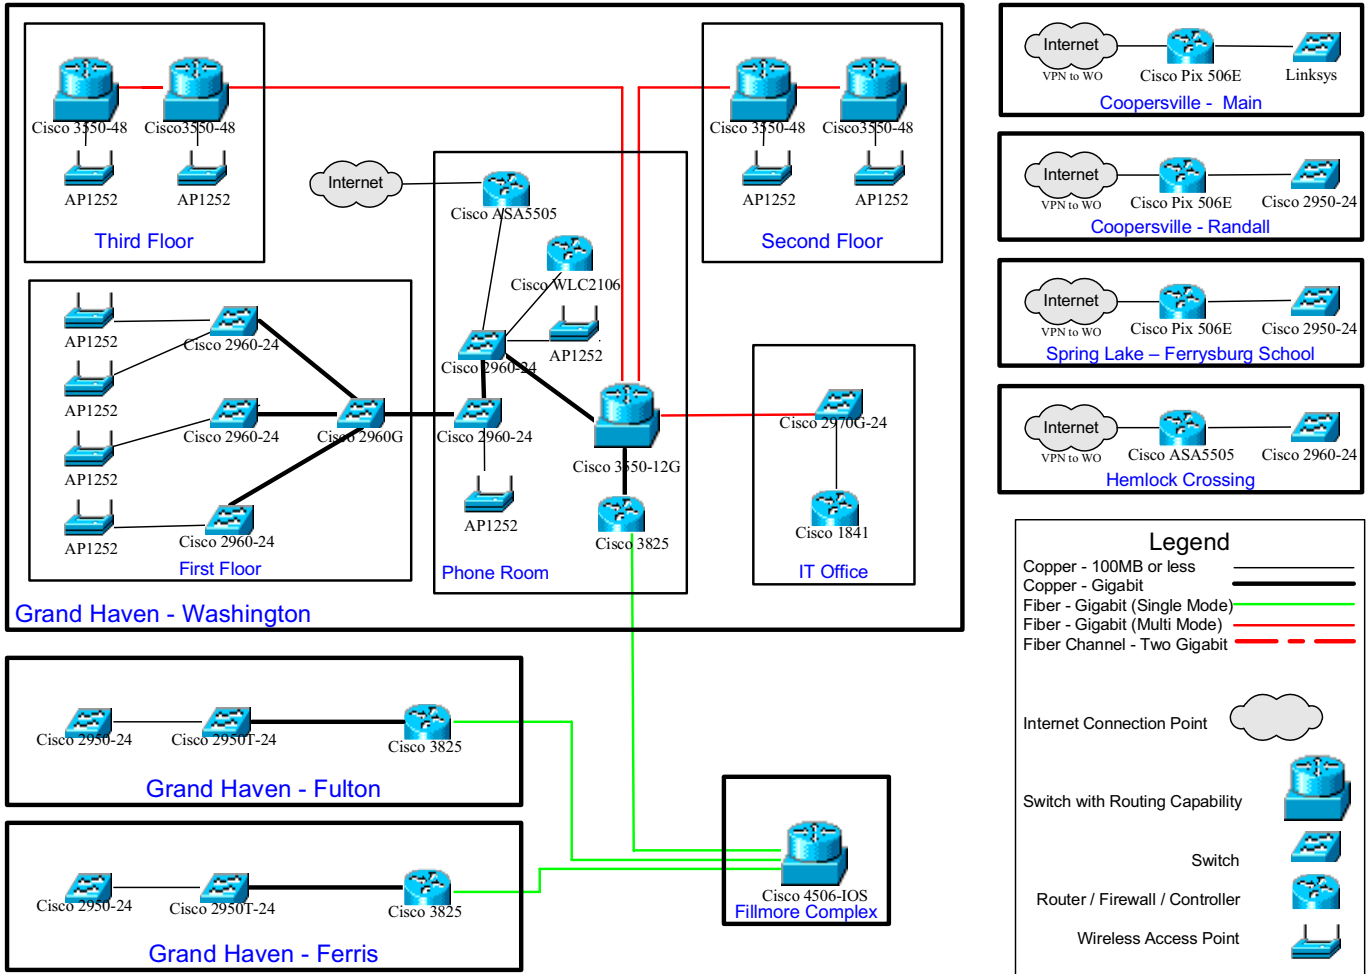 Cisco 3550-48
Cisco3550-48
AP1252
AP1252
Third Floor
Internet
Cisco ASA5505
Cisco WLC2106
AP1252
Cisco 2960-24
Cisco 2960-24
AP1252
Cisco 3550-12G
Cisco 3825
Phone Room
Cisco 3550-48
Cisco3550-48
AP1252
AP1252
Second Floor
AP1252
Cisco 2960-24
AP1252
Cisco 2960-24
Cisco 2960G
AP1252
AP1252
Cisco 2960-24
First Floor
Cisco 2970G-24
Cisco 1841
IT Office
Grand Haven - Washington
Cisco 2950-24
Cisco 2950T-24
Cisco 3825
Grand Haven - Fulton
Cisco 2950-24
Cisco 2950T-24
Cisco 3825
Grand Haven - Ferris
Cisco 4506-IOS
Fillmore Complex
Internet
VPN to WO
Cisco Pix 506E
Linksys
Coopersville - Main
Internet
VPN to WO
Cisco Pix 506E
Cisco 2950-24
Coopersville - Randall
Internet
VPN to WO
Cisco Pix 506E
Cisco 2950-24
Spring Lake – Ferrysburg School
Internet
VPN to WO
Cisco ASA5505
Cisco 2960-24
Hemlock Crossing
Legend
Copper - 100MB or less
Copper - Gigabit
Fiber - Gigabit (Single Mode)
Fiber - Gigabit (Multi Mode)
Fiber Channel - Two Gigabit
Internet Connection Point
Switch with Routing Capability
Switch
Router / Firewall / Controller
Wireless Access Point